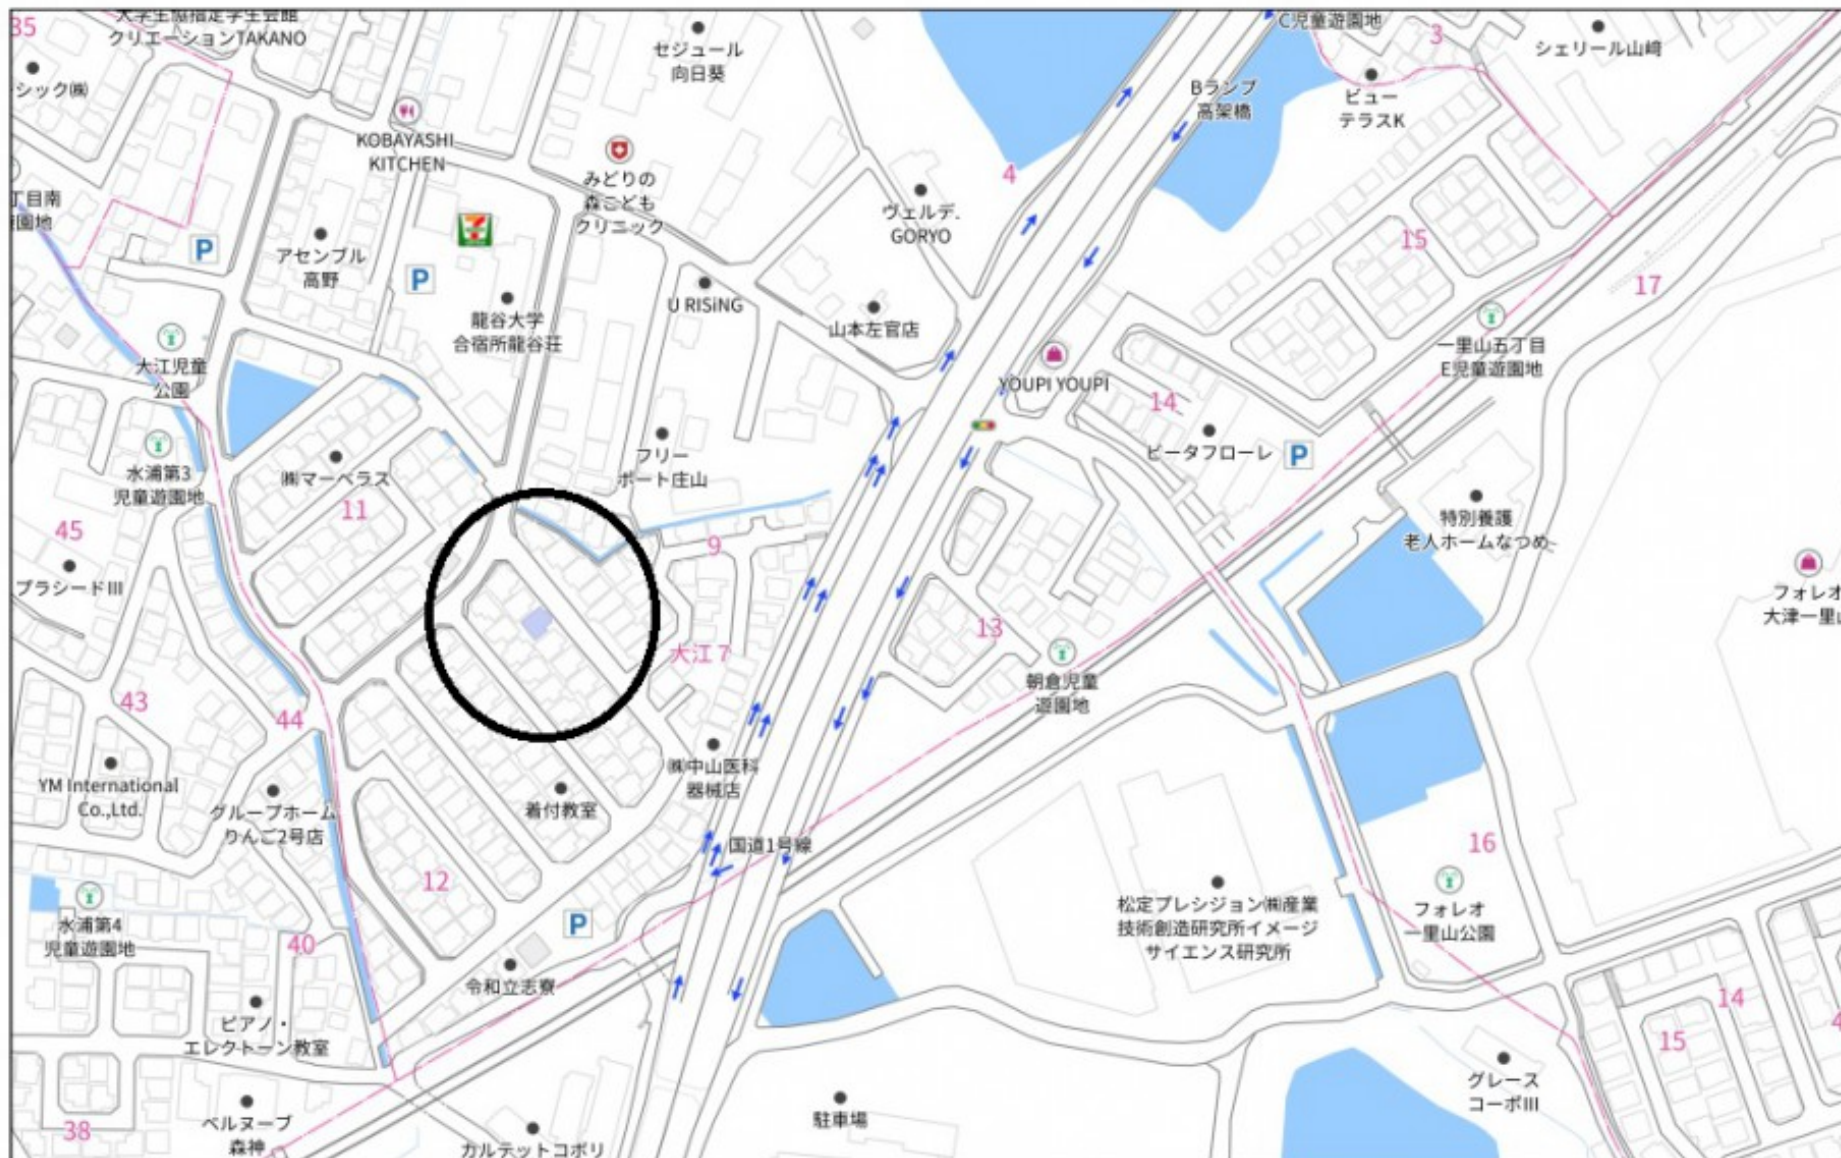 35
大学生協指定学生会館
クリエーションTAKANO
シック㈱
KOBAYASHI
KITCHEN
セジュール
向日葵
C児童遊園地
3
シェリール山﨑
Bランプ
高架橋
ビュー
テラスK
みどりの
森こども
クリニック
4
ヴェルデ.
GORYO
丁目南
園地
P
アセンブル
高野
P
龍谷大学
合宿所龍谷荘
U RISiNG
山本左官店
15
17
一里山五丁目
E児童遊園地
大江児童
公園
YOUPI YOUPI
14
ビータフローレ
P
水浦第3
児童遊園地
㈱マーベラス
11
フリー
ポート庄山
特別養護
老人ホームなつめ
45
プラシードⅢ
9
フォレオ
大津一里山
大江7
13
朝倉児童
遊園地
43
44
YM International
Co.,Ltd.
グループホーム
りんご2号店
着付教室
㈱中山医科
器械店
国道1号線
12
16
水浦第4
児童遊園地
40
P
令和立志寮
松定プレシジョン㈱産業
技術創造研究所イメージ
サイエンス研究所
フォレオ
一里山公園
ピアノ・
エレクトーン教室
14
15
4
グレース
コーポⅢ
38
ベルヌーブ
森神
カルテットコボリ
駐車場